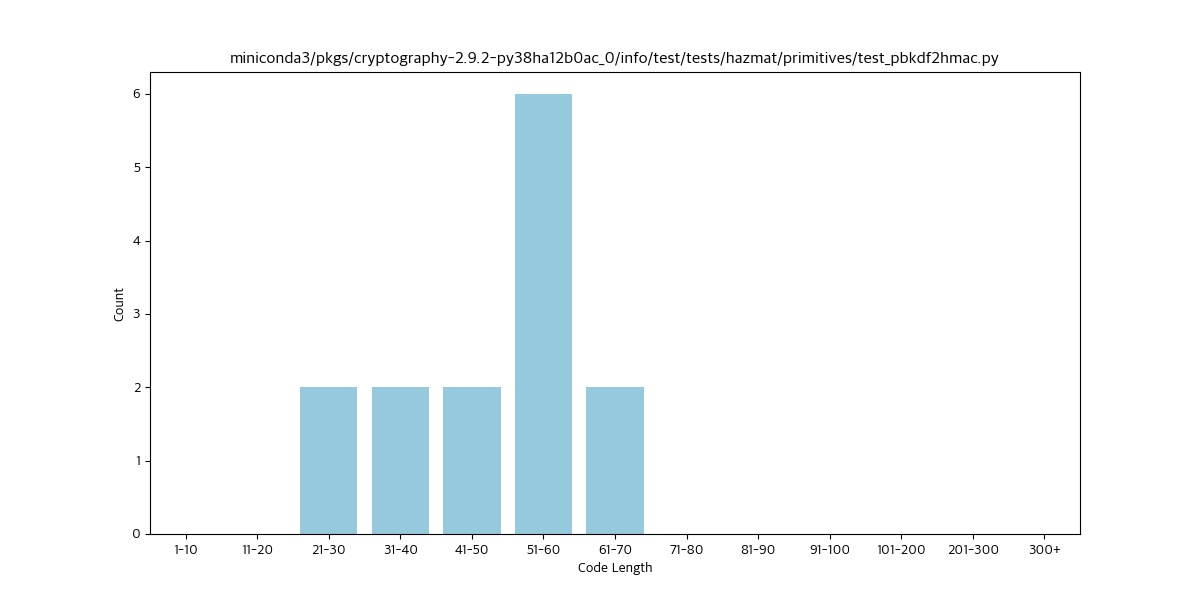 miniconda3/pkgs/cryptography-2.9.2-py38ha12b0ac_0/info/test/tests/hazmat/primitives/test_pbkdf2hmac.py
6
5
4
3
2
1
0
Count
1-10 11-20 21-30 31-40 41-50 51-60 61-70 71-80 81-90 91-100 101-200 201-300 300+
Code Length